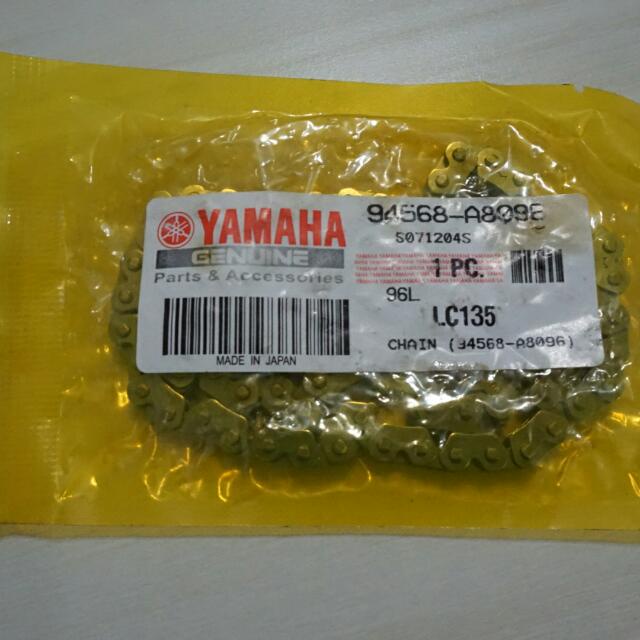 YAMAHA
GENUINE
Parts & Accessories
MADE IN JAPAN
94568-A8096
S071204S
1 PC.
96L
LC135
CHAIN (94568-A8096)